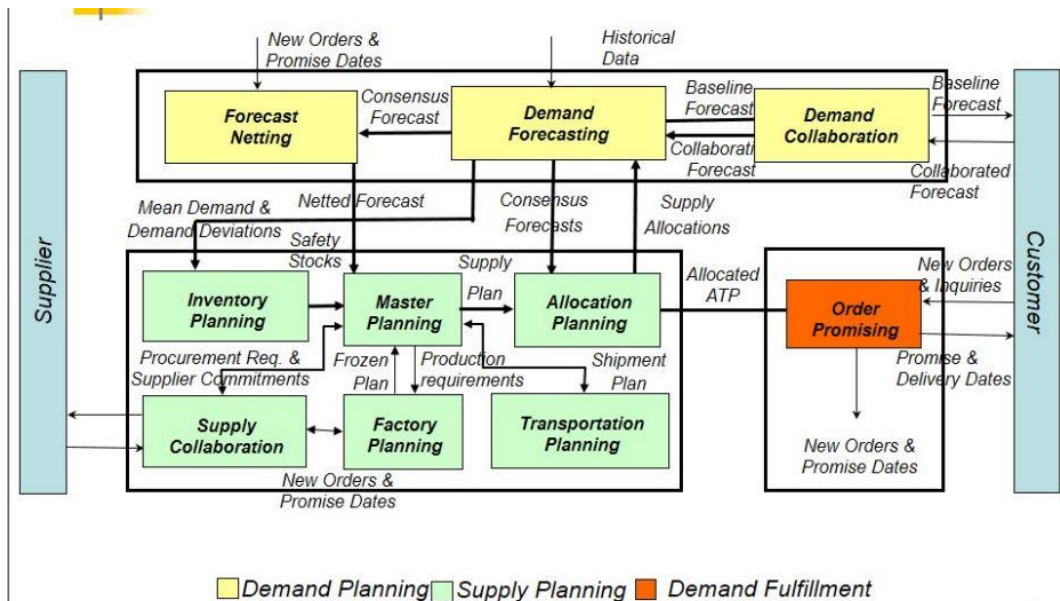 New Orders &
Promise Dates
Historical
Data
Forecast
Netting
Consensus
Forecast
Demand
Forecasting
Baseline
Forecast
Collaborati
Forecast
Demand
Collaboration
Baseline
Forecast
Collaborated
Forecast
Supplier
Customer
Mean Demand &
Demand Deviations
Netted Forecast
Consensus
Forecasts
Supply
Allocations
Safety
Stocks
Inventory
Planning
Master
Planning
Supply
Plan
Allocation
Planning
Allocated
ATP
Order
Promising
New Orders
& Inquiries
Promise &
Delivery Dates
Procurement Req. &
Supplier Commitments
Frozen
Plan
Production
requirements
Shipment
Plan
Supply
Collaboration
Factory
Planning
Transportation
Planning
New Orders &
Promise Dates
New Orders &
Promise Dates
Demand Planning Supply Planning Demand Fulfillment